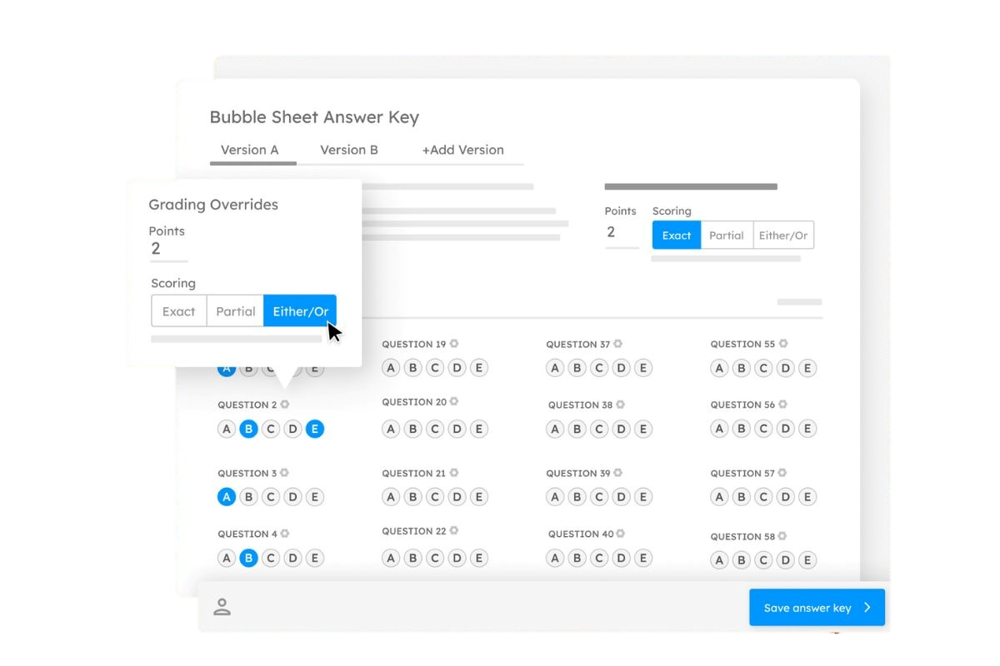 Bubble Sheet Answer Key
Version A Version B +Add Version
Grading Overrides
Points
2
Scoring
Exact Partial Either/Or
Points Scoring
2 Exact Partial Either/Or
A B C E
QUESTION 2
A B C D E
QUESTION 3
A B C D E
QUESTION 4
A B C D E
QUESTION 19
A B C D E
QUESTION 20
A B C D E
QUESTION 21
A B C D E
QUESTION 22
A B C D E
QUESTION 37
A B C D E
QUESTION 38
A B C D E
QUESTION 39
A B C D E
QUESTION 40
A B C D E
QUESTION 55
A B C D E
QUESTION 56
A B C D E
QUESTION 57
A B C D E
QUESTION 58
A B C D E
Save answer key